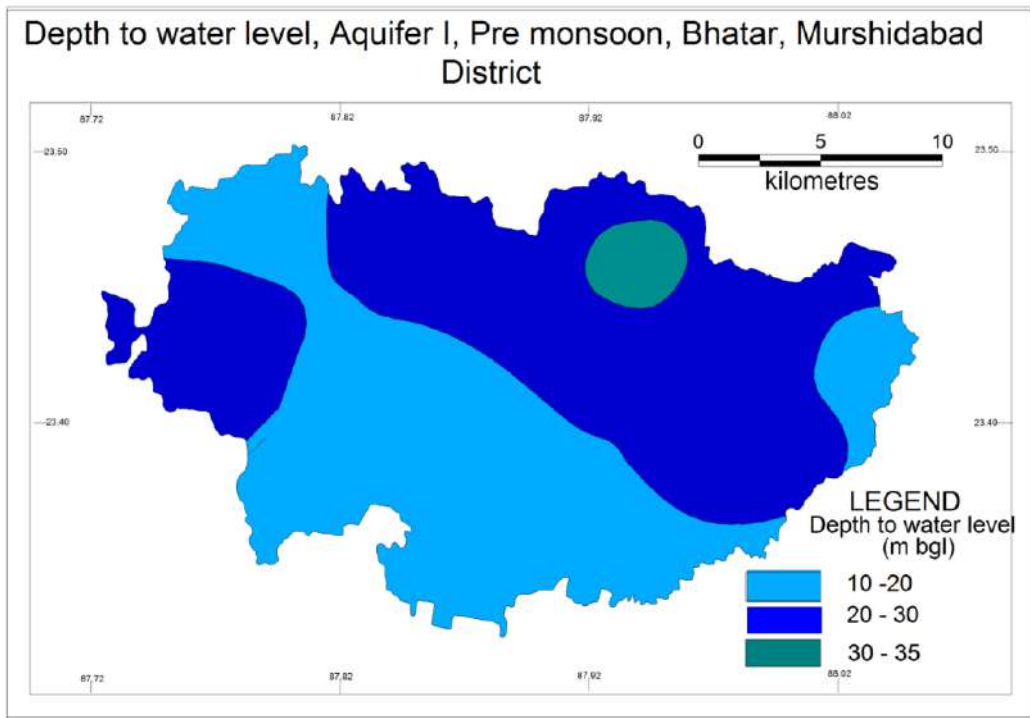 Depth to water level, Aquifer I, Pre monsoon, Bhatar, Murshidabad
District
87.72 87.82 87.92 88.02
23.50 23.50
0 5 10
kilometres
23.40 23.40
LEGEND
Depth to water level
(m bgl)
10 -20
20 - 30
30 - 35
87.72 87.82 87.92 88.02